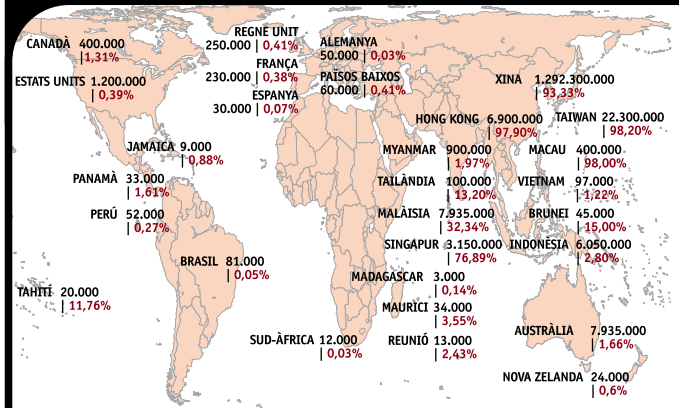 CANADÀ 400.000
1,31%
ESTATS UNITS 1.200.000
0,39%
JAMAICA 9.000
0,88%
PANAMÀ 33.000
1,61%
PERÚ 52.000
0,27%
BRASIL 81.000
0,05%
TAHITÍ 20.000
11,76%
REGNE UNIT
250.000 0,41%
FRANÇA
230.000 0,38%
ESPANYA
30.000 0,07%
ALEMANYA
50.000 0,03%
PAÏSOS BAIXOS
60.000 0,41%
XINA 1.292.300.000
93,33%
HONG KONG 6.900.000
97,90%
TAIWAN 22.300.000
98,20%
MYANMAR 900.000
1,97%
MACAU 400.000
98,00%
TAILÀNDIA 100.000
13,20%
VIETNAM 97.000
1,22%
MALÀISIA 7.935.000
32,34%
BRUNEI 45.000
15,00%
SINGAPUR 3.150.000
76,89%
INDONÈSIA 6.050.000
2,80%
MADAGASCAR 3.000
0,14%
MAURICI 34.000
3,55%
SUD-ÀFRICA 12.000
0,03%
REUNIÓ 13.000
2,43%
AUSTRÀLIA 7.935.000
1,66%
NOVA ZELANDA 24.000
0,6%